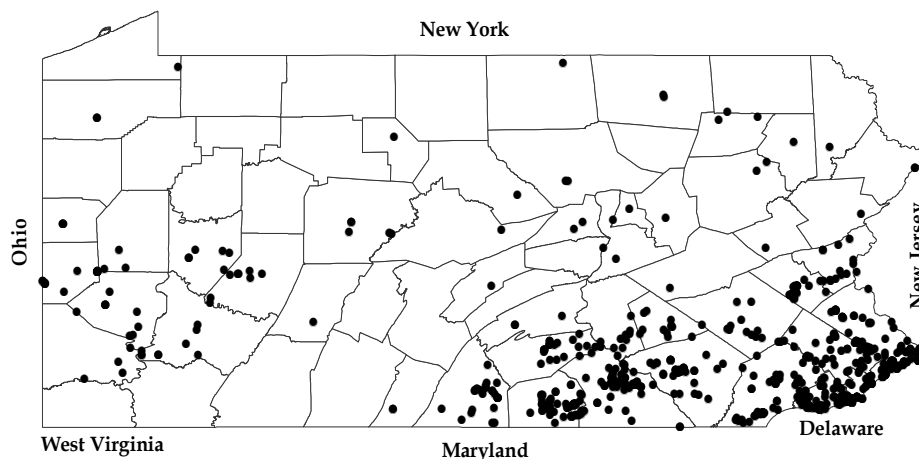 New York
Ohio
New Jersey
West Virginia
Maryland
Delaware